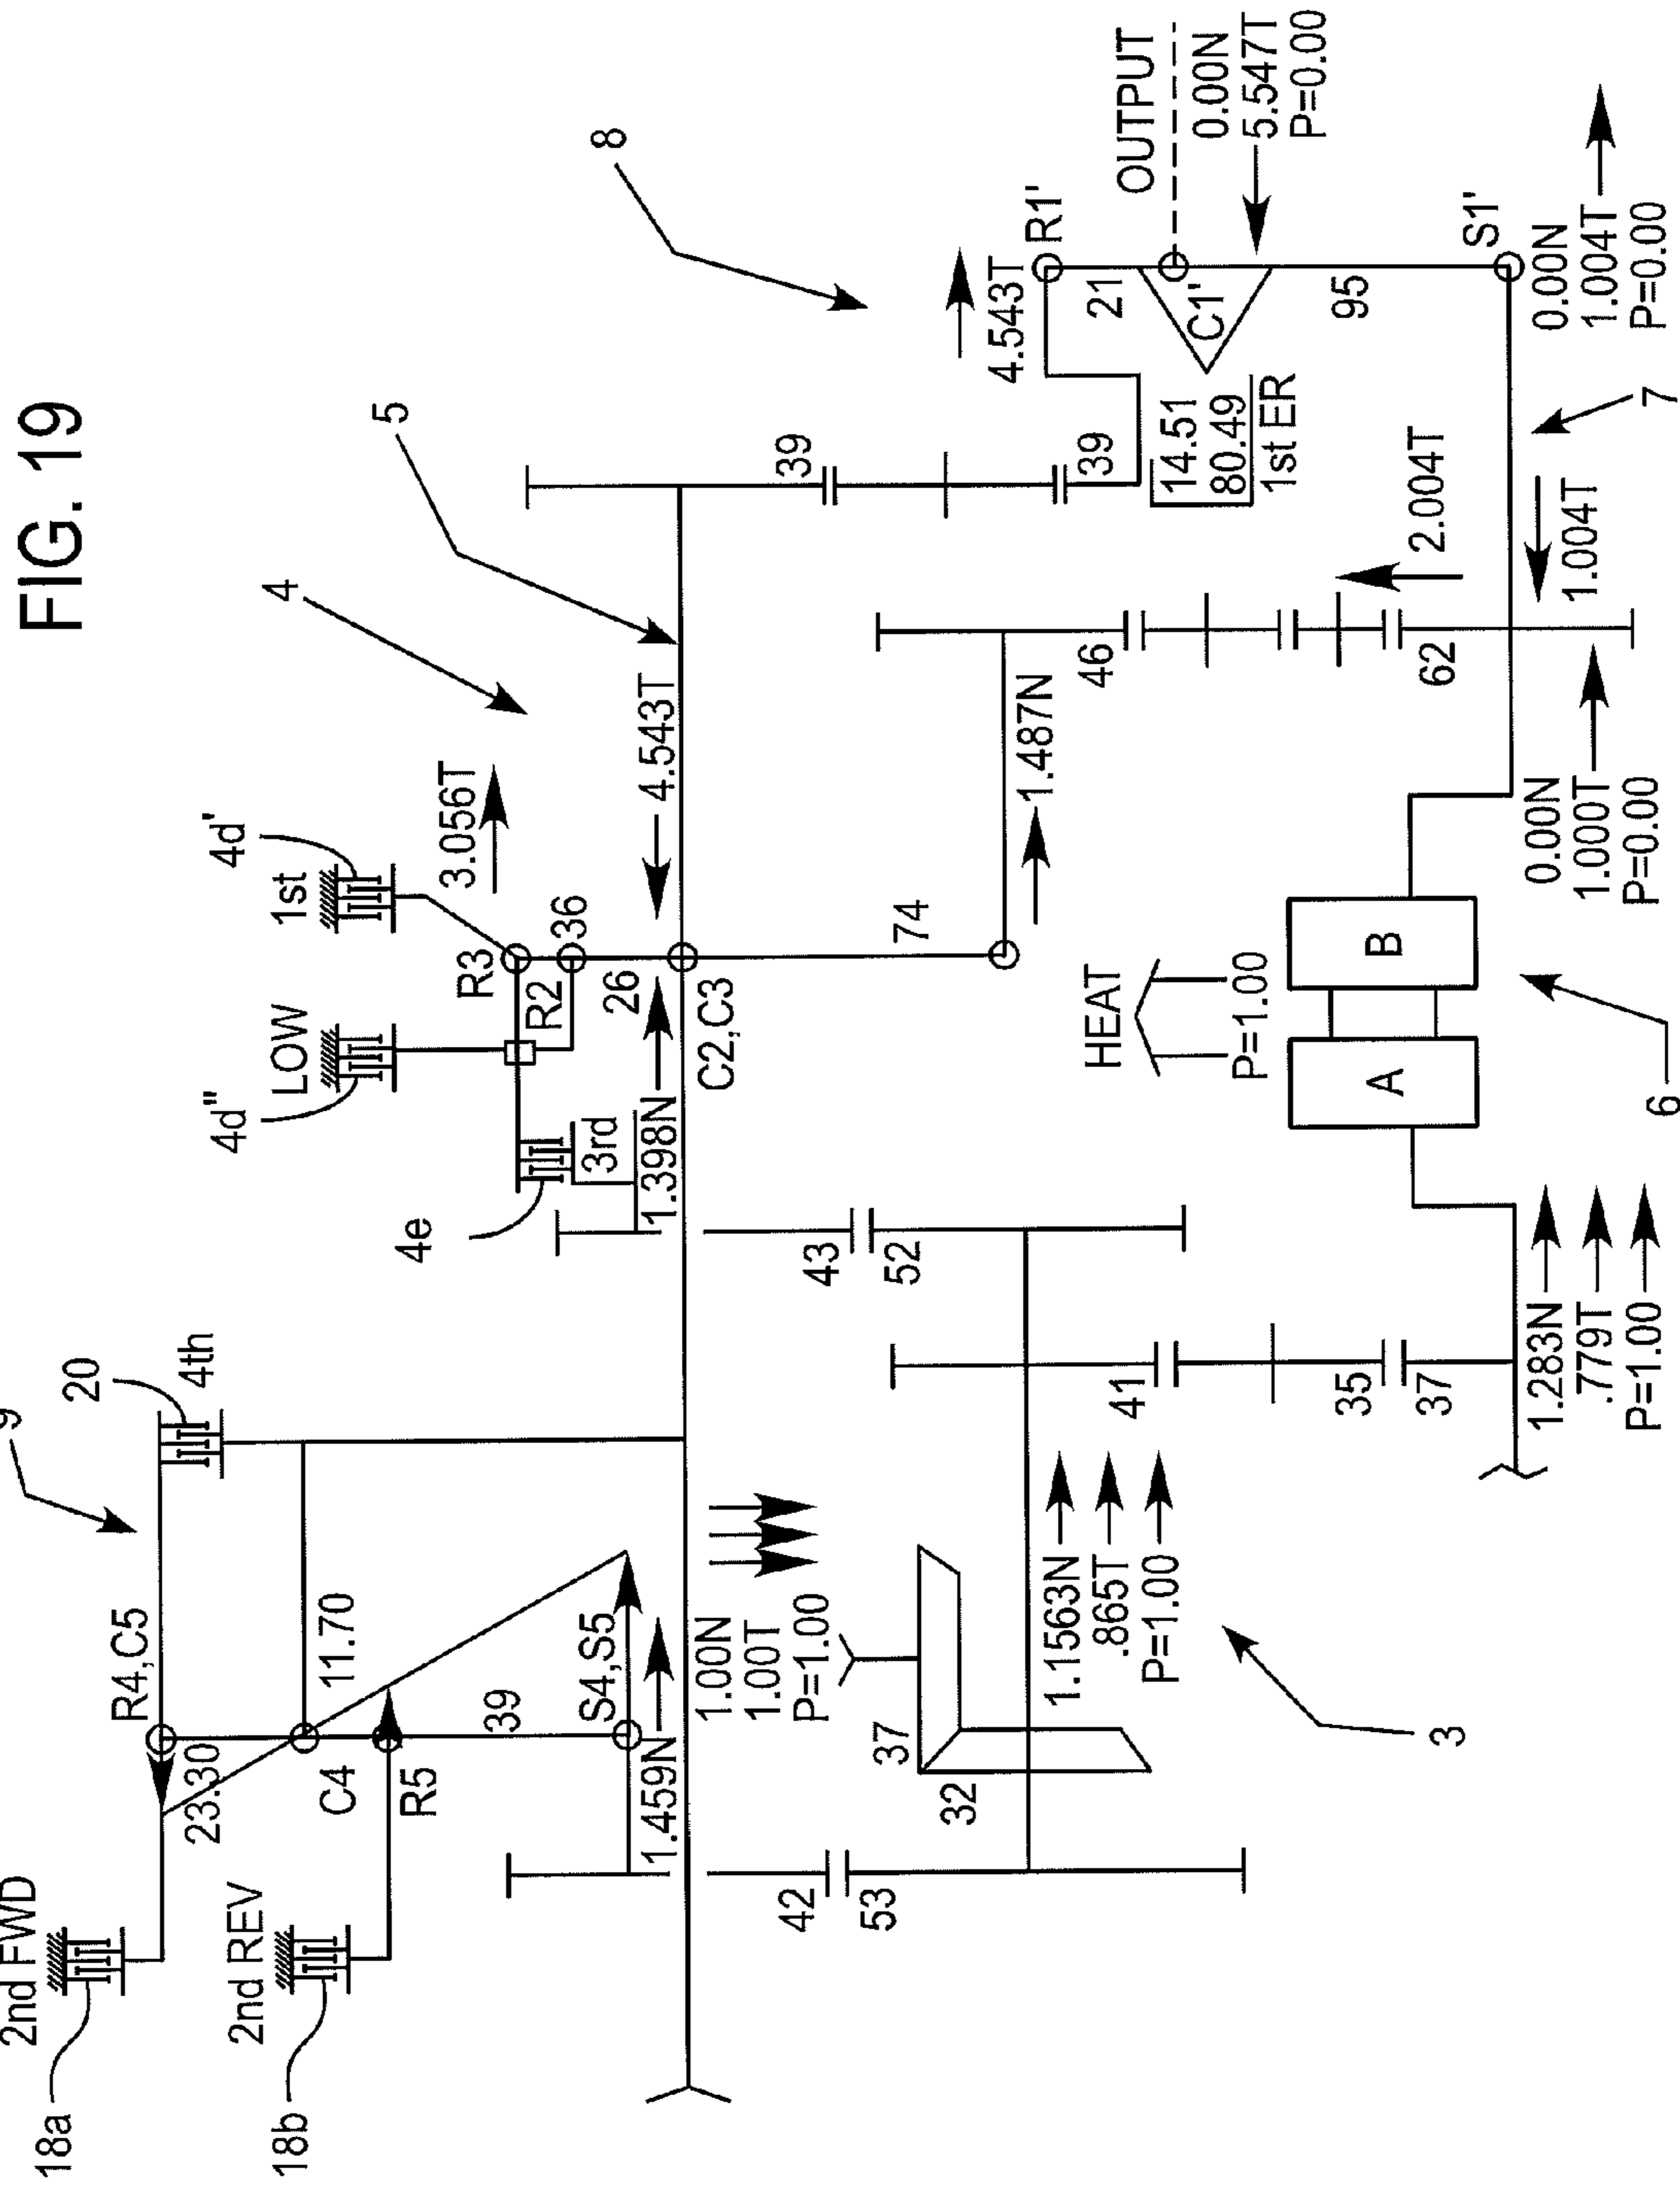 FIG. 19
8
5
4
4d'
1st
4d"
LOW
R3
3.056T
36
R2
26
4.543T
C2,C3
74
1.487N
4e
3rd
1.398N
43
52
9
20
4th
R4,C5
23.30
11.70
C4
R5
39
S4,S5
1.459N
2nd FWD
18a
2nd REV
18b
42
53
1.00N
1.00T
P=1.00
37
32
1.1563N
.865T
P=1.00
3
41
35
37
1.283N
.779T
P=1.00
HEAT
P=1.00
A
B
6
0.00N
1.000T
P=0.00
46
62
2.004T
1.004T
7
39
39
4.543T
R1'
21
C1'
14.51
80.49
1st ER
95
S1'
OUTPUT
0.00N
5.547T
P=0.00
0.00N
1.004T
P=0.00